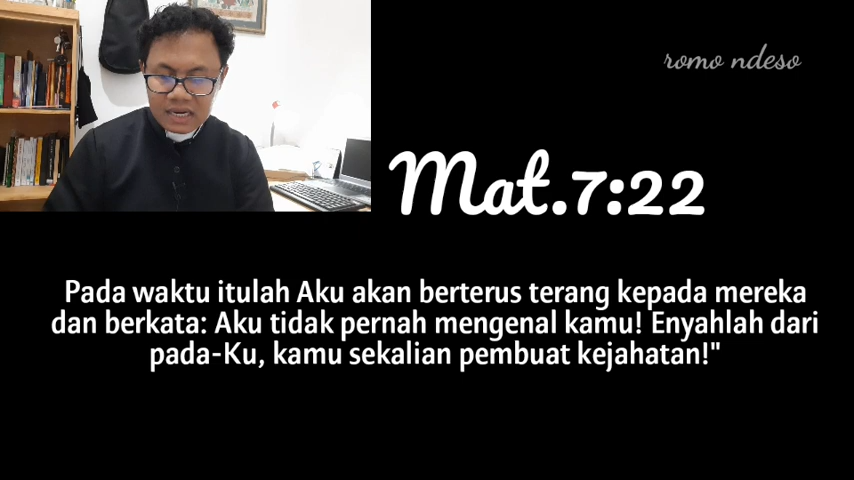 romo ndeso
Mat.7:22
Pada waktu itulah Aku akan berterus terang kepada mereka
dan berkata: Aku tidak pernah mengenal kamu! Enyahlah dari
pada-Ku, kamu sekalian pembuat kejahatan!"